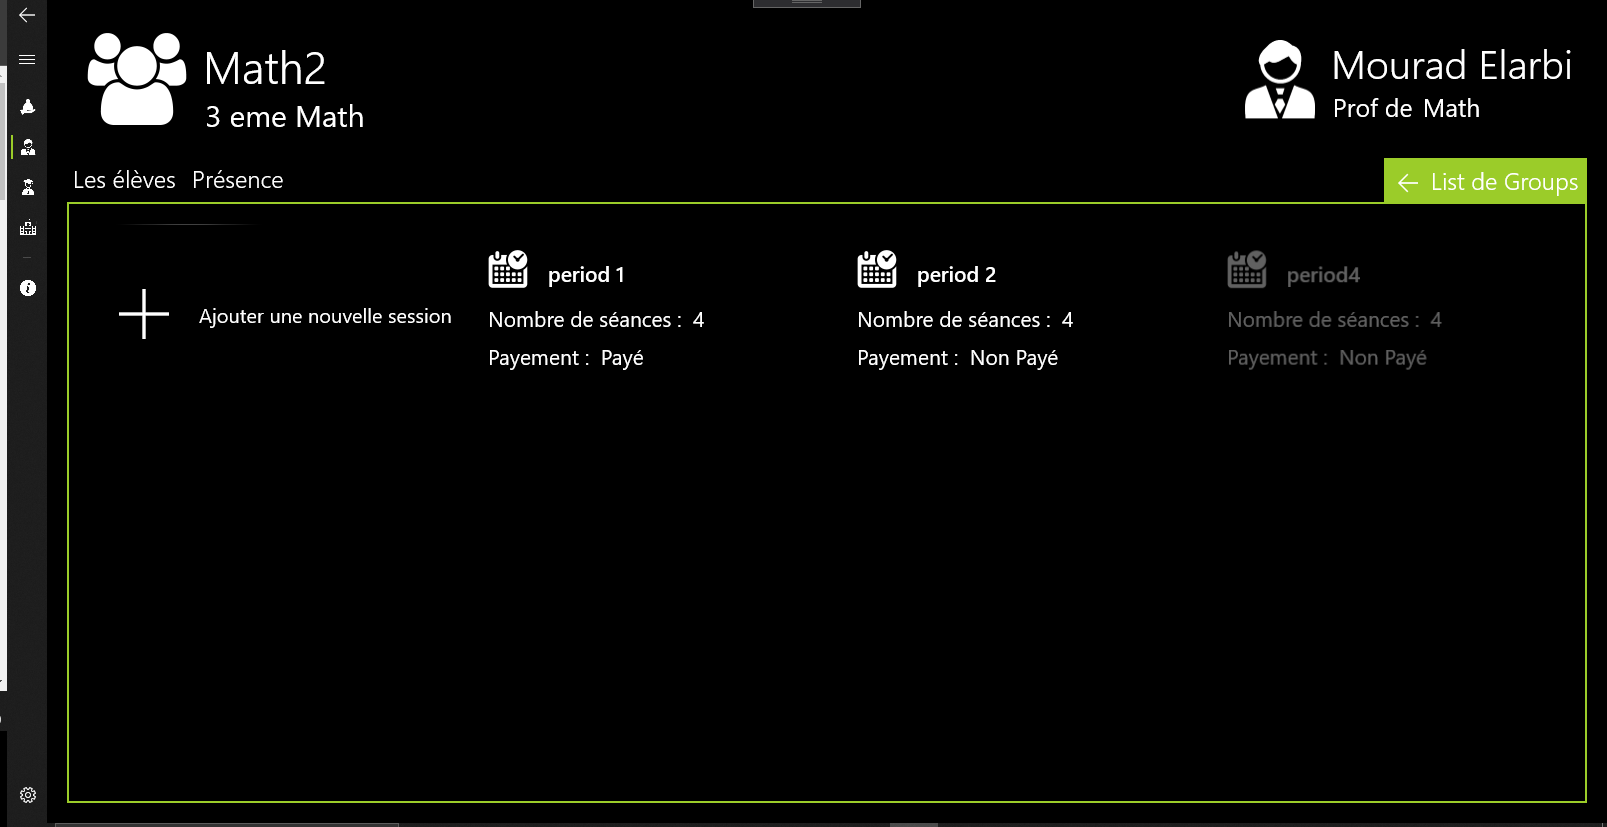 Math2
3 eme Math
Mourad Elarbi
Prof de Math
Les élèves Présence
List de Groups
Ajouter une nouvelle session
period 1
Nombre de séances : 4
Payement : Payé
period 2
Nombre de séances : 4
Payement : Non Payé
period4
Nombre de séances : 4
Payement : Non Payé